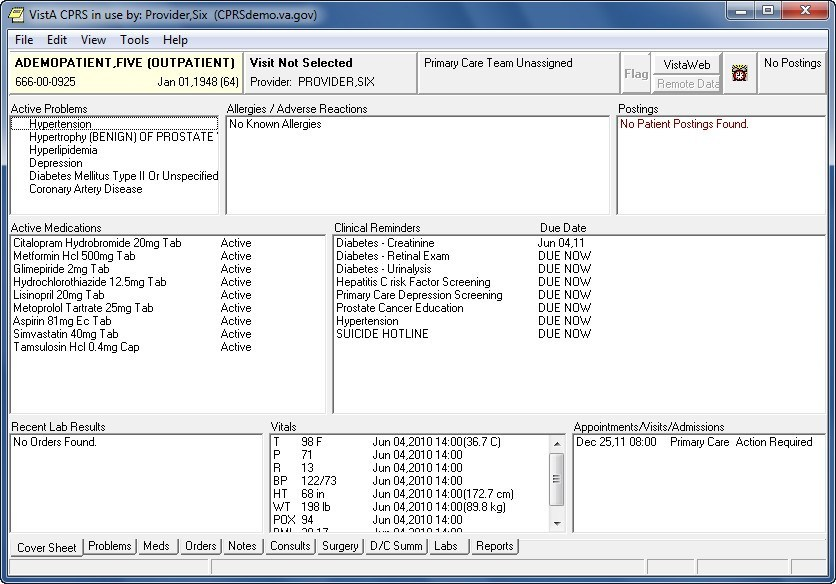 VistA CPRS in use by: Provider,Six (CPRSdemo.va.gov)
File Edit View Tools Help
ADEMOPATIENT,FIVE (OUTPATIENT)
666-00-0925 Jan 01,1948 (64)
Visit Not Selected
Provider: PROVIDER,SIX
Primary Care Team Unassigned
Flag
VistaWeb
Remote Data
No Postings
Active Problems
Hypertension
Hypertrophy (BENIGN) OF PROSTATE
Hyperlipidemia
Depression
Diabetes Mellitus Type II Or Unspecified
Coronary Artery Disease
Allergies / Adverse Reactions
No Known Allergies
Postings
No Patient Postings Found.
Active Medications
Citalopram Hydrobromide 20mg Tab Active
Metformin Hcl 500mg Tab Active
Glimepiride 2mg Tab Active
Hydrochlorothiazide 12.5mg Tab Active
Lisinopril 20mg Tab Active
Metoprolol Tartrate 25mg Tab Active
Aspirin 81mg Ec Tab Active
Simvastatin 40mg Tab Active
Tamsulosin Hcl 0.4mg Cap Active
Clinical Reminders Due Date
Diabetes - Creatinine Jun 04,11
Diabetes - Retinal Exam DUE NOW
Diabetes - Urinalysis DUE NOW
Hepatitis C risk Factor Screening DUE NOW
Primary Care Depression Screening DUE NOW
Prostate Cancer Education DUE NOW
Hypertension DUE NOW
SUICIDE HOTLINE DUE NOW
Recent Lab Results
No Orders Found.
Vitals
T 98 F Jun 04,2010 14:00(36.7 C)
P 71 Jun 04,2010 14:00
R 13 Jun 04,2010 14:00
BP 122/73 Jun 04,2010 14:00
HT 68 in Jun 04,2010 14:00(172.7 cm)
WT 198 lb Jun 04,2010 14:00(89.8 kg)
POX 94 Jun 04,2010 14:00
Appointments/Visits/Admissions
Dec 25,11 08:00 Primary Care Action Required
Cover Sheet Problems Meds Orders Notes Consults Surgery D/C Summ Labs Reports